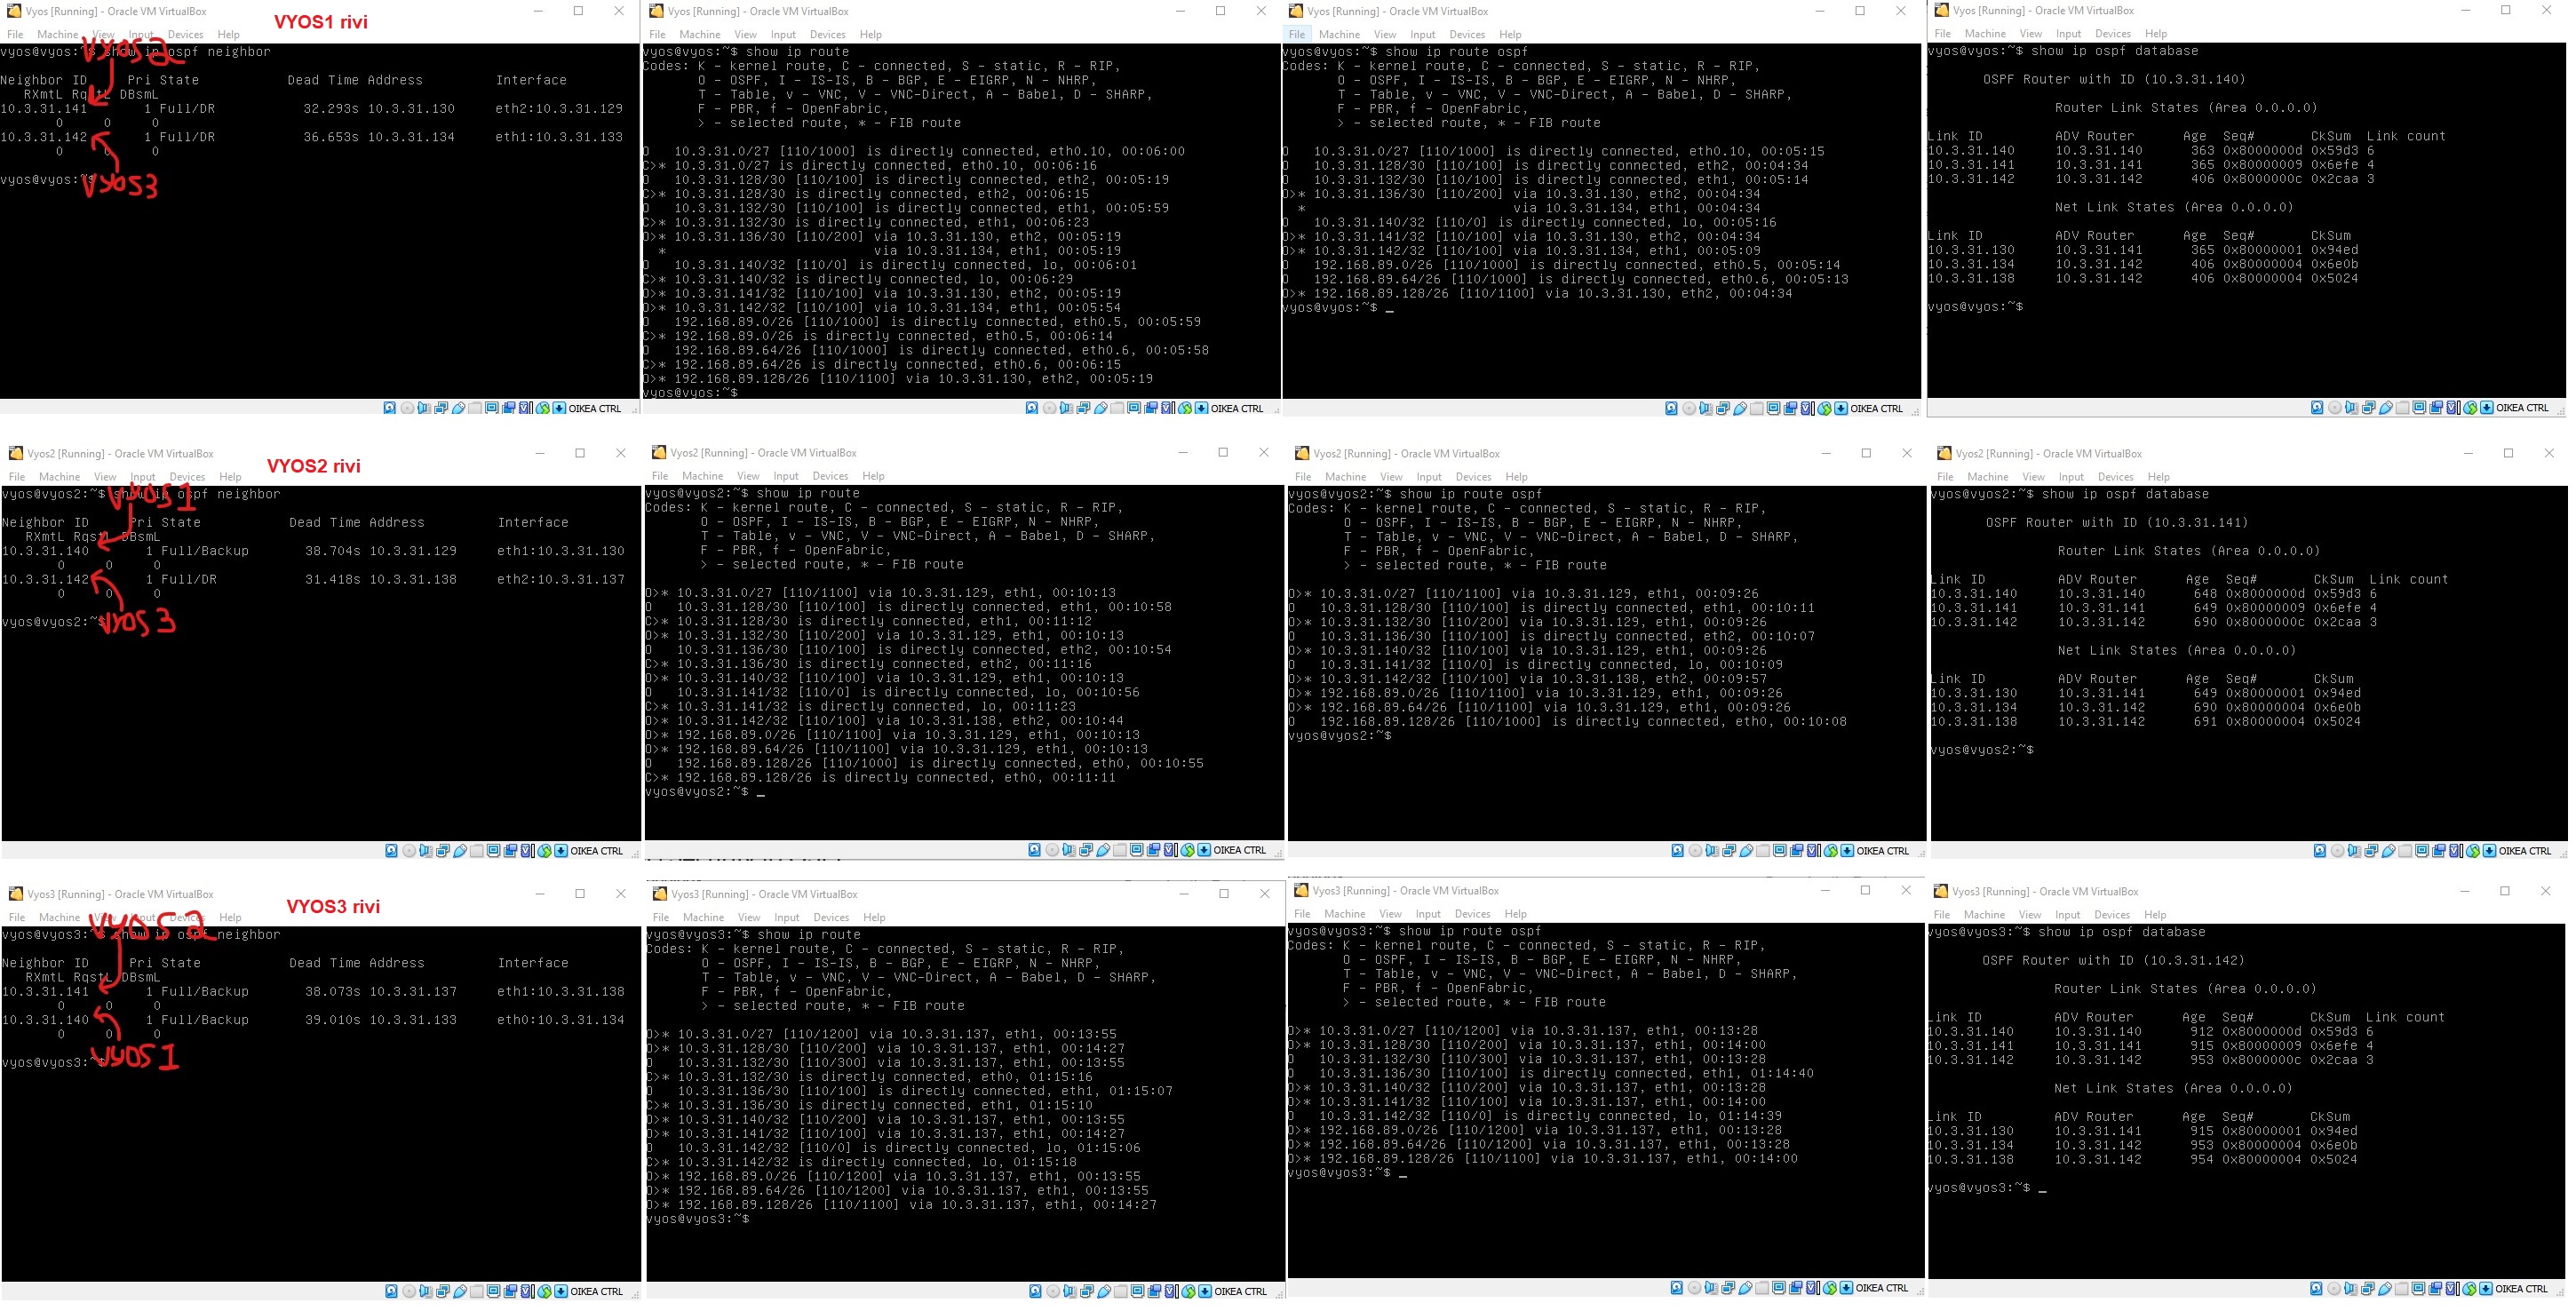 Vyos [Running] - Oracle VM VirtualBox
VYOS1 rivi
File Machine View Input Devices Help
vyos@vyos:~$ show ip ospf neighbor
VYOS2
Neighbor ID Pri State Dead Time Address Interface
RXmtL RqstL DBsmL
10.3.31.141 1 Full/DR 32.293s 10.3.31.130 eth2:10.3.31.129
0 0 0
10.3.31.142 1 Full/DR 36.653s 10.3.31.134 eth1:10.3.31.133
0 0 0
vyos@vyos:~$
VYOS3
OIKEA CTRL
Vyos [Running] - Oracle VM VirtualBox
File Machine View Input Devices Help
vyos@vyos:~$ show ip route
Codes: K - kernel route, C - connected, S - static, R - RIP,
O - OSPF, I - IS-IS, B - BGP, E - EIGRP, N - NHRP,
T - Table, v - VNC, V - VNC-Direct, A - Babel, D - SHARP,
F - PBR, f - OpenFabric,
> - selected route, * - FIB route
O 10.3.31.0/27 [110/1000] is directly connected, eth0.10, 00:06:00
C>* 10.3.31.0/27 is directly connected, eth0.10, 00:06:16
O 10.3.31.128/30 [110/100] is directly connected, eth2, 00:05:19
C>* 10.3.31.128/30 is directly connected, eth2, 00:06:15
O 10.3.31.132/30 [110/100] is directly connected, eth1, 00:05:59
C>* 10.3.31.132/30 is directly connected, eth1, 00:06:23
O>* 10.3.31.136/30 [110/200] via 10.3.31.130, eth2, 00:05:19
* via 10.3.31.134, eth1, 00:05:19
O 10.3.31.140/32 [110/0] is directly connected, lo, 00:06:01
C>* 10.3.31.140/32 is directly connected, lo, 00:06:29
O>* 10.3.31.141/32 [110/100] via 10.3.31.130, eth2, 00:05:19
O>* 10.3.31.142/32 [110/100] via 10.3.31.134, eth1, 00:05:54
O 192.168.89.0/26 [110/1000] is directly connected, eth0.5, 00:05:59
C>* 192.168.89.0/26 is directly connected, eth0.5, 00:06:14
O 192.168.89.64/26 [110/1000] is directly connected, eth0.6, 00:05:58
C>* 192.168.89.64/26 is directly connected, eth0.6, 00:06:15
O>* 192.168.89.128/26 [110/1100] via 10.3.31.130, eth2, 00:05:19
vyos@vyos:~$
OIKEA CTRL
Vyos [Running] - Oracle VM VirtualBox
File Machine View Input Devices Help
vyos@vyos:~$ show ip route ospf
Codes: K - kernel route, C - connected, S - static, R - RIP,
O - OSPF, I - IS-IS, B - BGP, E - EIGRP, N - NHRP,
T - Table, v - VNC, V - VNC-Direct, A - Babel, D - SHARP,
F - PBR, f - OpenFabric,
> - selected route, * - FIB route
O 10.3.31.0/27 [110/1000] is directly connected, eth0.10, 00:05:15
O 10.3.31.128/30 [110/100] is directly connected, eth2, 00:04:34
O 10.3.31.132/30 [110/100] is directly connected, eth1, 00:05:14
O>* 10.3.31.136/30 [110/200] via 10.3.31.130, eth2, 00:04:34
* via 10.3.31.134, eth1, 00:04:34
O 10.3.31.140/32 [110/0] is directly connected, lo, 00:05:16
O>* 10.3.31.141/32 [110/100] via 10.3.31.130, eth2, 00:04:34
O>* 10.3.31.142/32 [110/100] via 10.3.31.134, eth1, 00:05:09
O 192.168.89.0/26 [110/1000] is directly connected, eth0.5, 00:05:14
O 192.168.89.64/26 [110/1000] is directly connected, eth0.6, 00:05:13
O>* 192.168.89.128/26 [110/1100] via 10.3.31.130, eth2, 00:04:34
vyos@vyos:~$ _
OIKEA CTRL
Vyos [Running] - Oracle VM VirtualBox
File Machine View Input Devices Help
vyos@vyos:~$ show ip ospf database
OSPF Router with ID (10.3.31.140)
Router Link States (Area 0.0.0.0)
Link ID ADV Router Age Seq# CkSum Link count
10.3.31.140 10.3.31.140 363 0x8000000d 0x59d3 6
10.3.31.141 10.3.31.141 365 0x80000009 0x6efe 4
10.3.31.142 10.3.31.142 406 0x8000000c 0x2caa 3
Net Link States (Area 0.0.0.0)
Link ID ADV Router Age Seq# CkSum
10.3.31.130 10.3.31.141 365 0x80000001 0x94ed
10.3.31.134 10.3.31.142 406 0x80000004 0x6e0b
10.3.31.138 10.3.31.142 406 0x80000004 0x5024
vyos@vyos:~$
OIKEA CTRL
Vyos2 [Running] - Oracle VM VirtualBox
VYOS2 rivi
File Machine View Input Devices Help
vyos@vyos2:~$ show ip ospf neighbor
VYOS1
Neighbor ID Pri State Dead Time Address Interface
RXmtL RqstL DBsmL
10.3.31.140 1 Full/Backup 38.704s 10.3.31.129 eth1:10.3.31.130
0 0 0
10.3.31.142 1 Full/DR 31.418s 10.3.31.138 eth2:10.3.31.137
0 0 0
vyos@vyos2:~$
VYOS3
OIKEA CTRL
Vyos2 [Running] - Oracle VM VirtualBox
File Machine View Input Devices Help
vyos@vyos2:~$ show ip route
Codes: K - kernel route, C - connected, S - static, R - RIP,
O - OSPF, I - IS-IS, B - BGP, E - EIGRP, N - NHRP,
T - Table, v - VNC, V - VNC-Direct, A - Babel, D - SHARP,
F - PBR, f - OpenFabric,
> - selected route, * - FIB route
O>* 10.3.31.0/27 [110/1100] via 10.3.31.129, eth1, 00:10:13
O 10.3.31.128/30 [110/100] is directly connected, eth1, 00:10:58
C>* 10.3.31.128/30 is directly connected, eth1, 00:11:12
O>* 10.3.31.132/30 [110/200] via 10.3.31.129, eth1, 00:10:13
O 10.3.31.136/30 [110/100] is directly connected, eth2, 00:10:54
C>* 10.3.31.136/30 is directly connected, eth2, 00:11:16
O>* 10.3.31.140/32 [110/100] via 10.3.31.129, eth1, 00:10:13
O 10.3.31.141/32 [110/0] is directly connected, lo, 00:10:56
C>* 10.3.31.141/32 is directly connected, lo, 00:11:23
O>* 10.3.31.142/32 [110/100] via 10.3.31.138, eth2, 00:10:44
O>* 192.168.89.0/26 [110/1100] via 10.3.31.129, eth1, 00:10:13
O>* 192.168.89.64/26 [110/1100] via 10.3.31.129, eth1, 00:10:13
O 192.168.89.128/26 [110/1000] is directly connected, eth0, 00:10:55
C>* 192.168.89.128/26 is directly connected, eth0, 00:11:11
vyos@vyos2:~$ _
OIKEA CTRL
Vyos2 [Running] - Oracle VM VirtualBox
File Machine View Input Devices Help
vyos@vyos2:~$ show ip route ospf
Codes: K - kernel route, C - connected, S - static, R - RIP,
O - OSPF, I - IS-IS, B - BGP, E - EIGRP, N - NHRP,
T - Table, v - VNC, V - VNC-Direct, A - Babel, D - SHARP,
F - PBR, f - OpenFabric,
> - selected route, * - FIB route
O>* 10.3.31.0/27 [110/1100] via 10.3.31.129, eth1, 00:09:26
O 10.3.31.128/30 [110/100] is directly connected, eth1, 00:10:11
O>* 10.3.31.132/30 [110/200] via 10.3.31.129, eth1, 00:09:26
O 10.3.31.136/30 [110/100] is directly connected, eth2, 00:10:07
O>* 10.3.31.140/32 [110/100] via 10.3.31.129, eth1, 00:09:26
O 10.3.31.141/32 [110/0] is directly connected, lo, 00:10:09
O>* 10.3.31.142/32 [110/100] via 10.3.31.138, eth2, 00:09:57
O>* 192.168.89.0/26 [110/1100] via 10.3.31.129, eth1, 00:09:26
O>* 192.168.89.64/26 [110/1100] via 10.3.31.129, eth1, 00:09:26
O 192.168.89.128/26 [110/1000] is directly connected, eth0, 00:10:08
vyos@vyos2:~$
OIKEA CTRL
Vyos2 [Running] - Oracle VM VirtualBox
File Machine View Input Devices Help
vyos@vyos2:~$ show ip ospf database
OSPF Router with ID (10.3.31.141)
Router Link States (Area 0.0.0.0)
Link ID ADV Router Age Seq# CkSum Link count
10.3.31.140 10.3.31.140 648 0x8000000d 0x59d3 6
10.3.31.141 10.3.31.141 649 0x80000009 0x6efe 4
10.3.31.142 10.3.31.142 690 0x8000000c 0x2caa 3
Net Link States (Area 0.0.0.0)
Link ID ADV Router Age Seq# CkSum
10.3.31.130 10.3.31.141 649 0x80000001 0x94ed
10.3.31.134 10.3.31.142 690 0x80000004 0x6e0b
10.3.31.138 10.3.31.142 691 0x80000004 0x5024
vyos@vyos2:~$
OIKEA CTRL
Vyos3 [Running] - Oracle VM VirtualBox
VYOS3 rivi
File Machine View Input Devices Help
VYOS2
vyos@vyos3:~$ show ip ospf neighbor
Neighbor ID Pri State Dead Time Address Interface
RXmtL RqstL DBsmL
10.3.31.141 1 Full/Backup 38.073s 10.3.31.137 eth1:10.3.31.138
0 0 0
10.3.31.140 1 Full/Backup 39.010s 10.3.31.133 eth0:10.3.31.134
0 0 0
vyos@vyos3:~$
VYOS1
OIKEA CTRL
Vyos3 [Running] - Oracle VM VirtualBox
File Machine View Input Devices Help
vyos@vyos3:~$ show ip route
Codes: K - kernel route, C - connected, S - static, R - RIP,
O - OSPF, I - IS-IS, B - BGP, E - EIGRP, N - NHRP,
T - Table, v - VNC, V - VNC-Direct, A - Babel, D - SHARP,
F - PBR, f - OpenFabric,
> - selected route, * - FIB route
O>* 10.3.31.0/27 [110/1200] via 10.3.31.137, eth1, 00:13:55
O>* 10.3.31.128/30 [110/200] via 10.3.31.137, eth1, 00:14:27
O 10.3.31.132/30 [110/300] via 10.3.31.137, eth1, 00:13:55
C>* 10.3.31.132/30 is directly connected, eth0, 01:15:16
O 10.3.31.136/30 [110/100] is directly connected, eth1, 01:15:07
C>* 10.3.31.136/30 is directly connected, eth1, 01:15:10
O>* 10.3.31.140/32 [110/200] via 10.3.31.137, eth1, 00:13:55
O>* 10.3.31.141/32 [110/100] via 10.3.31.137, eth1, 00:14:27
O 10.3.31.142/32 [110/0] is directly connected, lo, 01:15:06
C>* 10.3.31.142/32 is directly connected, lo, 01:15:18
O>* 192.168.89.0/26 [110/1200] via 10.3.31.137, eth1, 00:13:55
O>* 192.168.89.64/26 [110/1200] via 10.3.31.137, eth1, 00:13:55
O>* 192.168.89.128/26 [110/1100] via 10.3.31.137, eth1, 00:14:27
vyos@vyos3:~$
OIKEA CTRL
Vyos3 [Running] - Oracle VM VirtualBox
File Machine View Input Devices Help
vyos@vyos3:~$ show ip route ospf
Codes: K - kernel route, C - connected, S - static, R - RIP,
O - OSPF, I - IS-IS, B - BGP, E - EIGRP, N - NHRP,
T - Table, v - VNC, V - VNC-Direct, A - Babel, D - SHARP,
F - PBR, f - OpenFabric,
> - selected route, * - FIB route
O>* 10.3.31.0/27 [110/1200] via 10.3.31.137, eth1, 00:13:28
O>* 10.3.31.128/30 [110/200] via 10.3.31.137, eth1, 00:14:00
O 10.3.31.132/30 [110/300] via 10.3.31.137, eth1, 00:13:28
O 10.3.31.136/30 [110/100] is directly connected, eth1, 01:14:40
O>* 10.3.31.140/32 [110/200] via 10.3.31.137, eth1, 00:13:28
O>* 10.3.31.141/32 [110/100] via 10.3.31.137, eth1, 00:14:00
O 10.3.31.142/32 [110/0] is directly connected, lo, 01:14:39
O>* 192.168.89.0/26 [110/1200] via 10.3.31.137, eth1, 00:13:28
O>* 192.168.89.64/26 [110/1200] via 10.3.31.137, eth1, 00:13:28
O>* 192.168.89.128/26 [110/1100] via 10.3.31.137, eth1, 00:14:00
vyos@vyos3:~$ _
OIKEA CTRL
Vyos3 [Running] - Oracle VM VirtualBox
File Machine View Input Devices Help
vyos@vyos3:~$ show ip ospf database
OSPF Router with ID (10.3.31.142)
Router Link States (Area 0.0.0.0)
Link ID ADV Router Age Seq# CkSum Link count
10.3.31.140 10.3.31.140 912 0x8000000d 0x59d3 6
10.3.31.141 10.3.31.141 915 0x80000009 0x6efe 4
10.3.31.142 10.3.31.142 953 0x8000000c 0x2caa 3
Net Link States (Area 0.0.0.0)
Link ID ADV Router Age Seq# CkSum
10.3.31.130 10.3.31.141 915 0x80000001 0x94ed
10.3.31.134 10.3.31.142 953 0x80000004 0x6e0b
10.3.31.138 10.3.31.142 954 0x80000004 0x5024
vyos@vyos3:~$ _
OIKEA CTRL